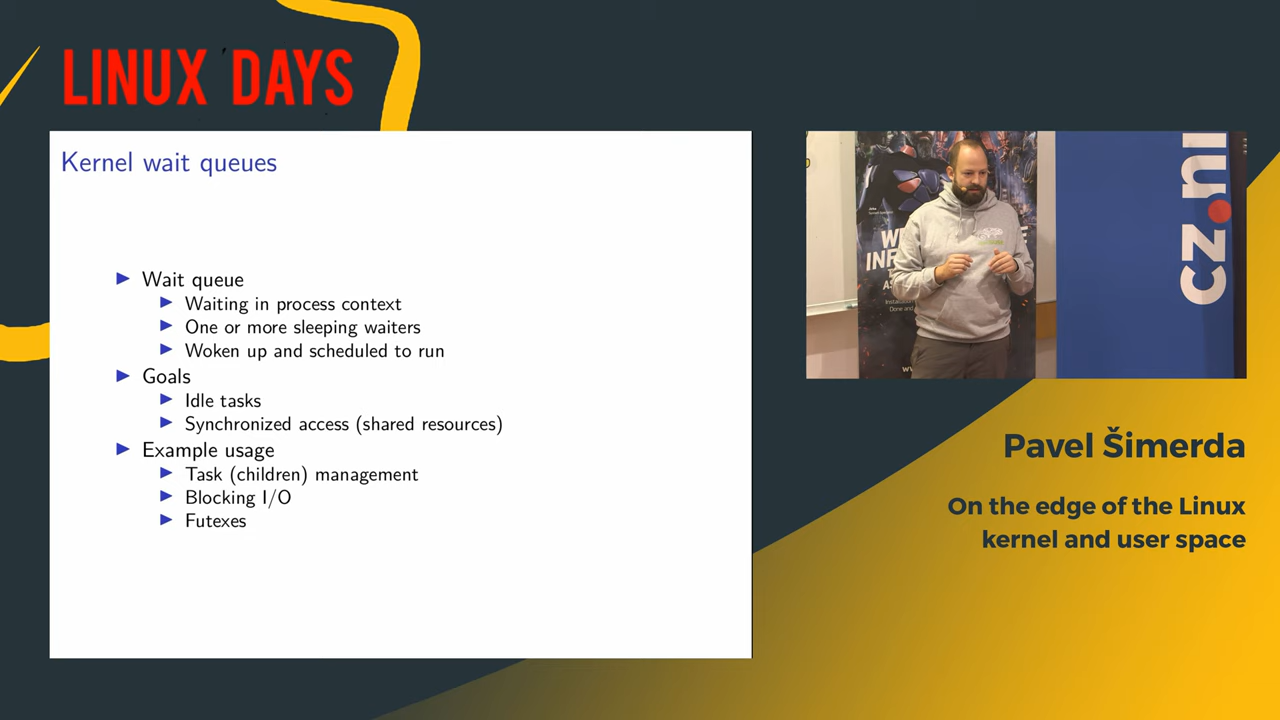 LINUX DAYS
Kernel wait queues
Wait queue
Waiting in process context
One or more sleeping waiters
Woken up and scheduled to run
Goals
Idle tasks
Synchronized access (shared resources)
Example usage
Task (children) management
Blocking I/O
Futexes
cz.ni
Pavel Šimerda
On the edge of the Linux
kernel and user space